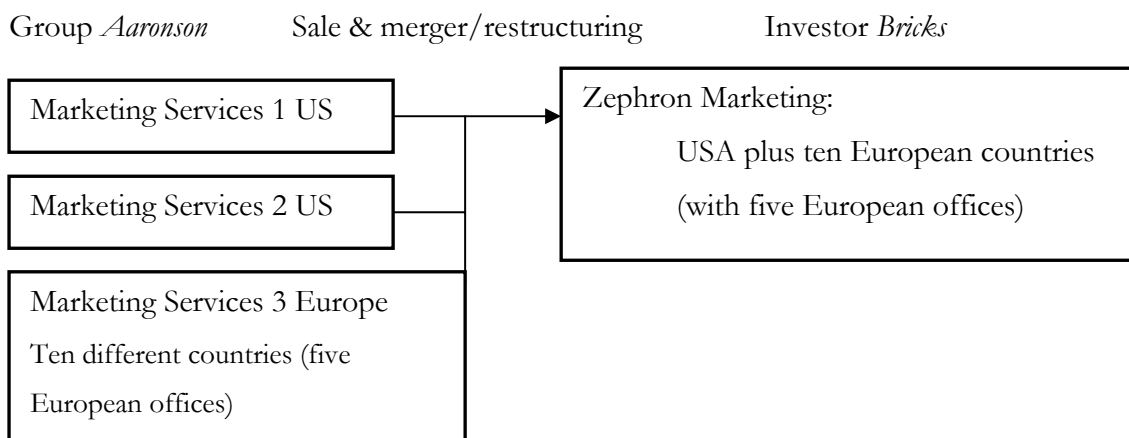 Group Aaronson Sale & merger/restructuring Investor Bricks
Marketing Services 1 US
Marketing Services 2 US
Marketing Services 3 Europe
Ten different countries (five
European offices)
Zephron Marketing:
USA plus ten European countries
(with five European offices)